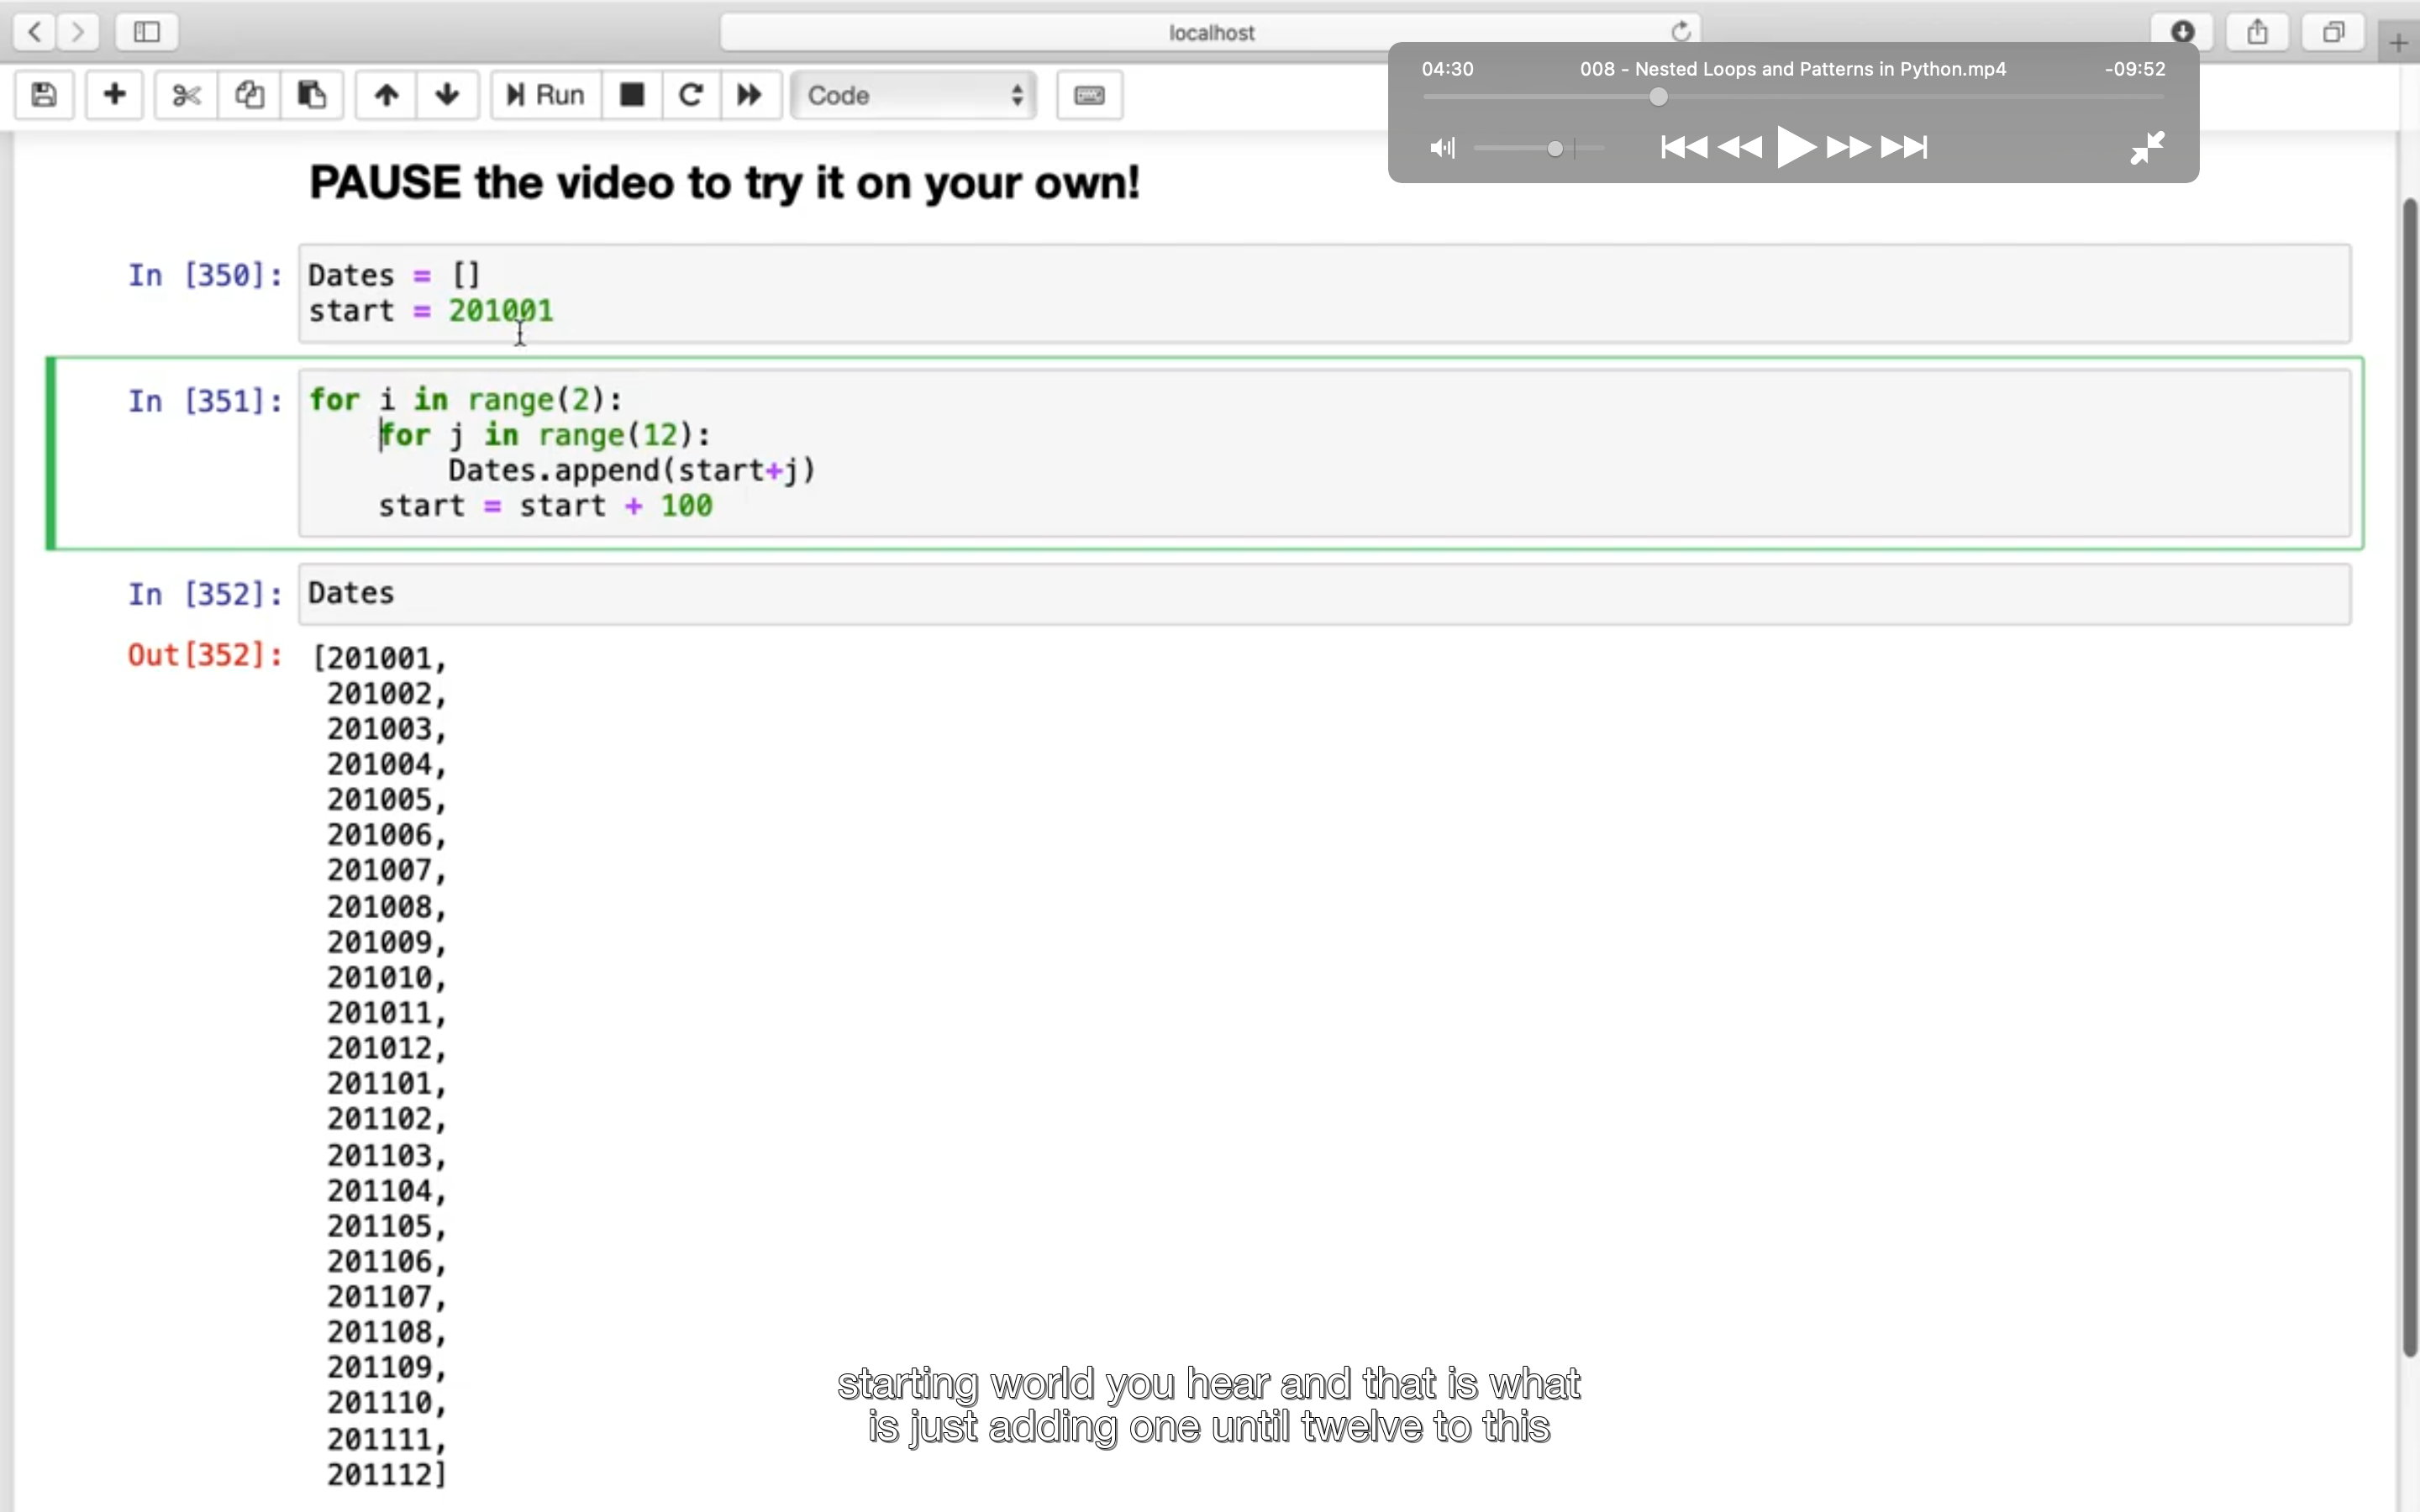 localhost
04:30 008 - Nested Loops and Patterns in Python.mp4 -09:52
Run Code
PAUSE the video to try it on your own!
In [350]: Dates = []
start = 201001
In [351]: for i in range(2):
for j in range(12):
Dates.append(start+j)
start = start + 100
In [352]: Dates
Out[352]: [201001,
201002,
201003,
201004,
201005,
201006,
201007,
201008,
201009,
201010,
201011,
201012,
201101,
201102,
201103,
201104,
201105,
201106,
201107,
201108,
201109,
201110,
201111,
201112]
starting world you hear and that is what
is just adding one until twelve to this